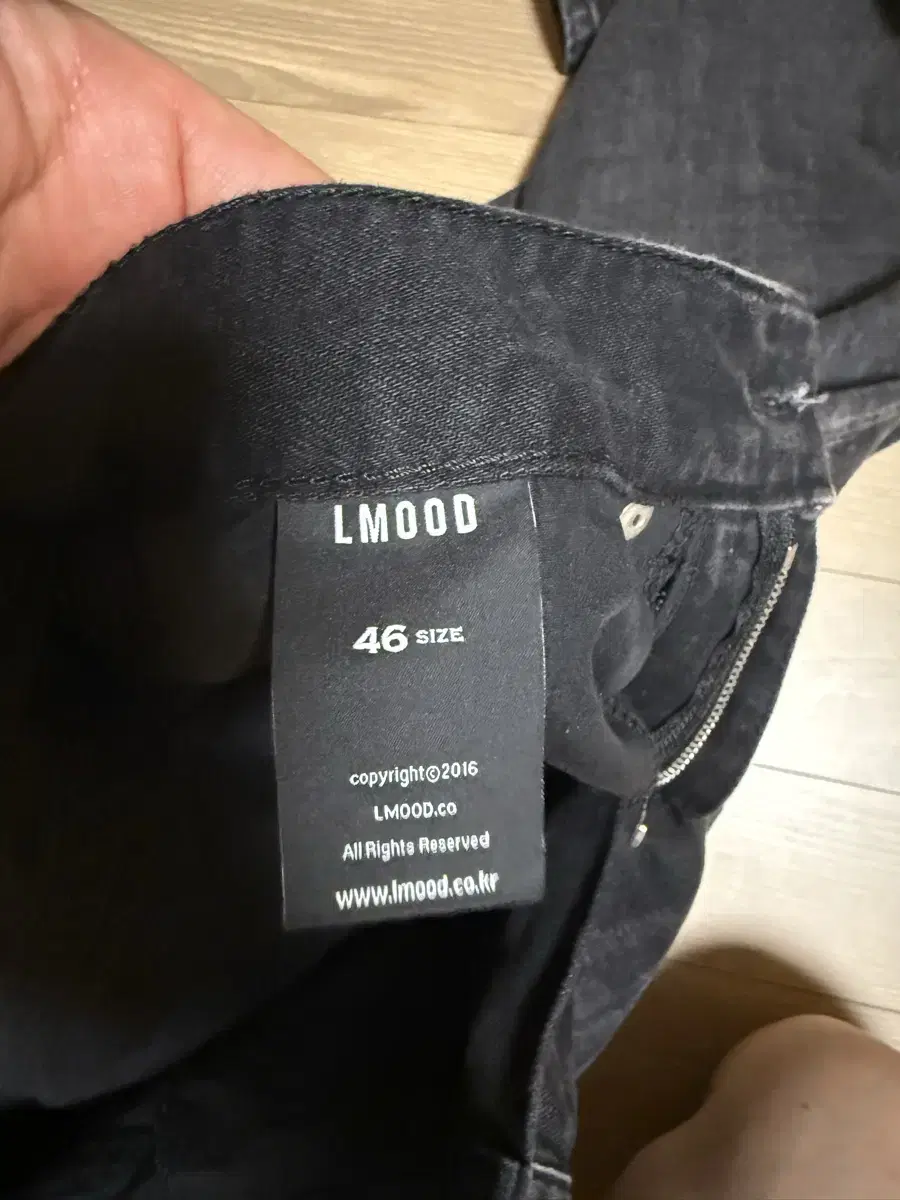 LMOOD
46 SIZE
copyright©2016
LMOOD.co
All Rights Reserved
www.lmood.co.kr